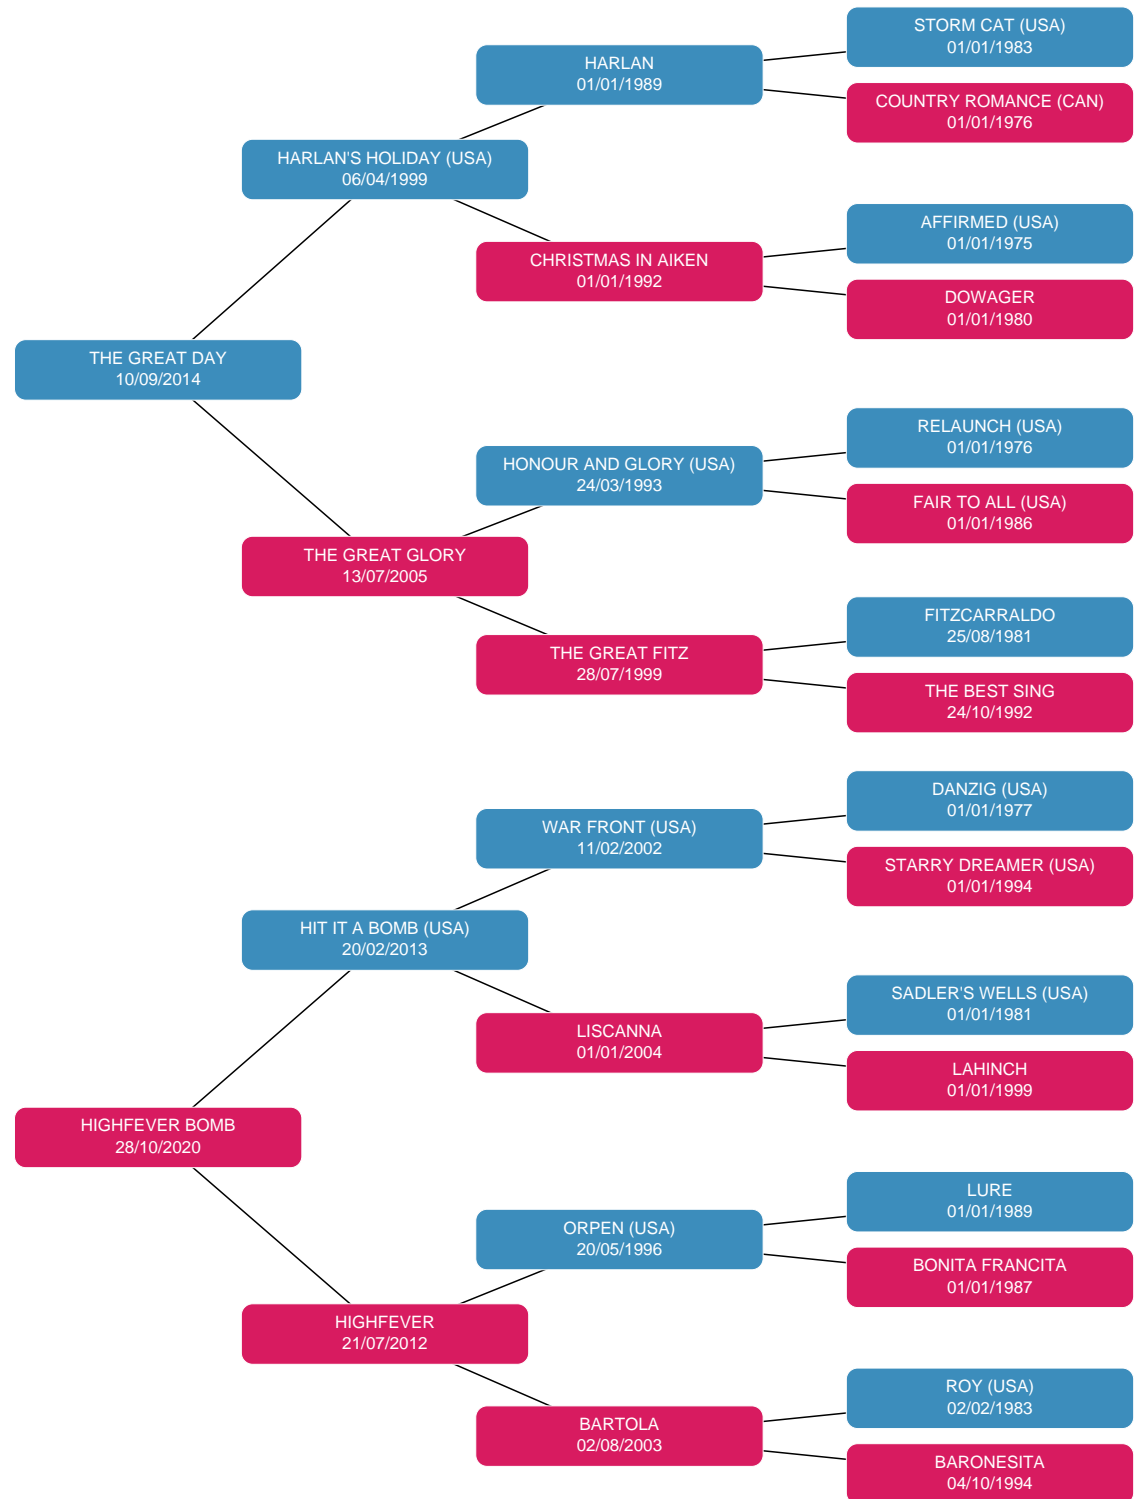 STORM CAT (USA)
01/01/1983
HARLAN
01/01/1989
COUNTRY ROMANCE (CAN)
01/01/1976
HARLAN'S HOLIDAY (USA)
06/04/1999
AFFIRMED (USA)
01/01/1975
CHRISTMAS IN AIKEN
01/01/1992
DOWAGER
01/01/1980
THE GREAT DAY
10/09/2014
RELAUNCH (USA)
01/01/1976
HONOUR AND GLORY (USA)
24/03/1993
FAIR TO ALL (USA)
01/01/1986
THE GREAT GLORY
13/07/2005
FITZCARRALDO
25/08/1981
THE GREAT FITZ
28/07/1999
THE BEST SING
24/10/1992
DANZIG (USA)
01/01/1977
WAR FRONT (USA)
11/02/2002
STARRY DREAMER (USA)
01/01/1994
HIT IT A BOMB (USA)
20/02/2013
SADLER'S WELLS (USA)
01/01/1981
LISCANNA
01/01/2004
LAHINCH
01/01/1999
HIGHFEVER BOMB
28/10/2020
LURE
01/01/1989
ORPEN (USA)
20/05/1996
BONITA FRANCITA
01/01/1987
HIGHFEVER
21/07/2012
ROY (USA)
02/02/1983
BARTOLA
02/08/2003
BARONESITA
04/10/1994